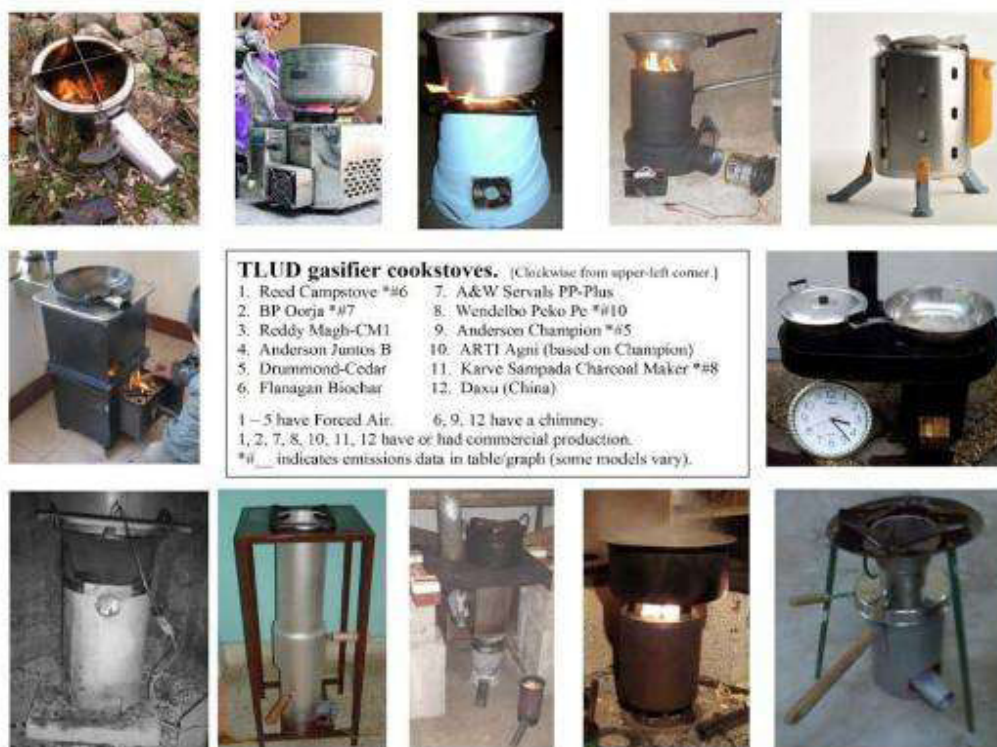 TLUD gasifier cookstoves. [Clockwise from upper-left corner.]
1. Reed Campstove *#6
2. BP Oorja *#7
3. Reddy Magh-CM1
4. Anderson Juntos B
5. Drummond-Cedar
6. Flanagan Biochar
7. A&W Servals PP-Plus
8. Wendelbo Peko Pe *#10
9. Anderson Champion *#5
10. ARTI Agni (based on Champion)
11. Karve Sampada Charcoal Maker *#8
12. Daxu (China)
1 – 5 have Forced Air. 6, 9, 12 have a chimney.
1, 2, 7, 8, 10, 11, 12 have or had commercial production.
*#__ indicates emissions data in table/graph (some models vary).